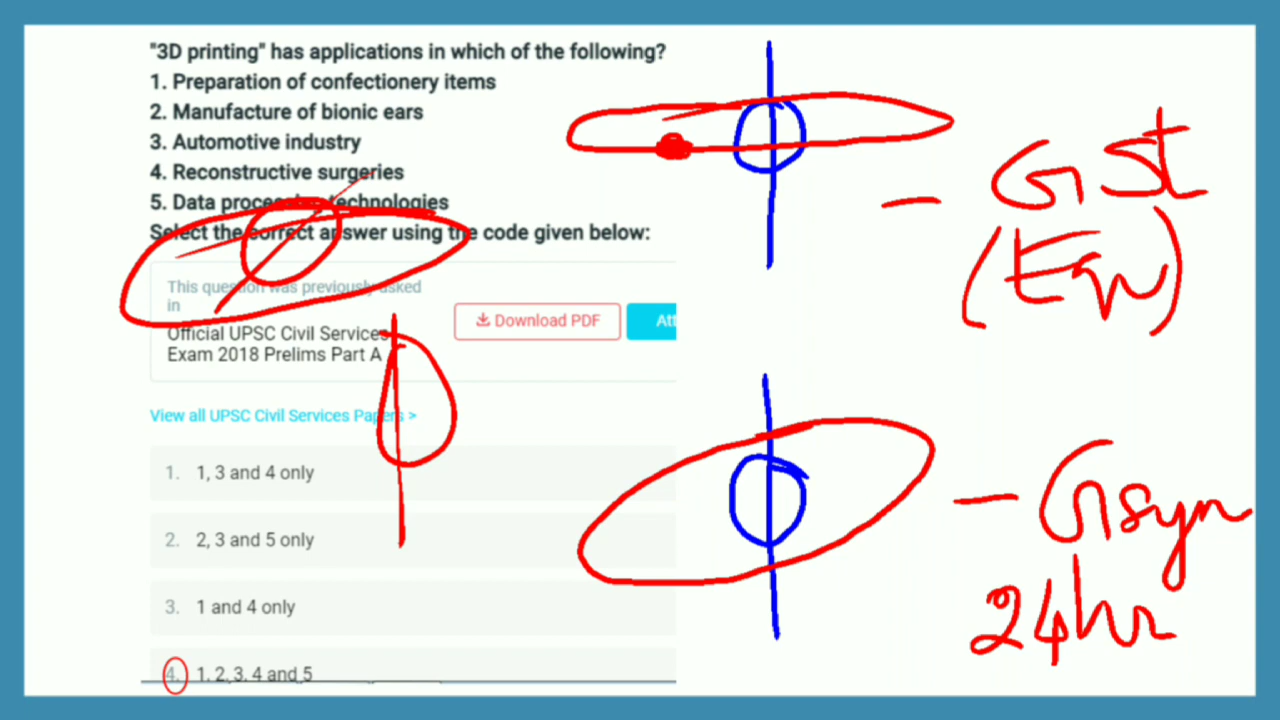 "3D printing" has applications in which of the following?
1. Preparation of confectionery items
2. Manufacture of bionic ears
3. Automotive industry
4. Reconstructive surgeries
5. Data processing technologies
Select the correct answer using the code given below:
This question was previously asked
in
Official UPSC Civil Services
Exam 2018 Prelims Part A
Download PDF
Att
View all UPSC Civil Services Papers >
1. 1, 3 and 4 only
2. 2, 3 and 5 only
3. 1 and 4 only
4. 1, 2, 3, 4 and 5
- GSt
(Eq)
- Gsyn
24hr